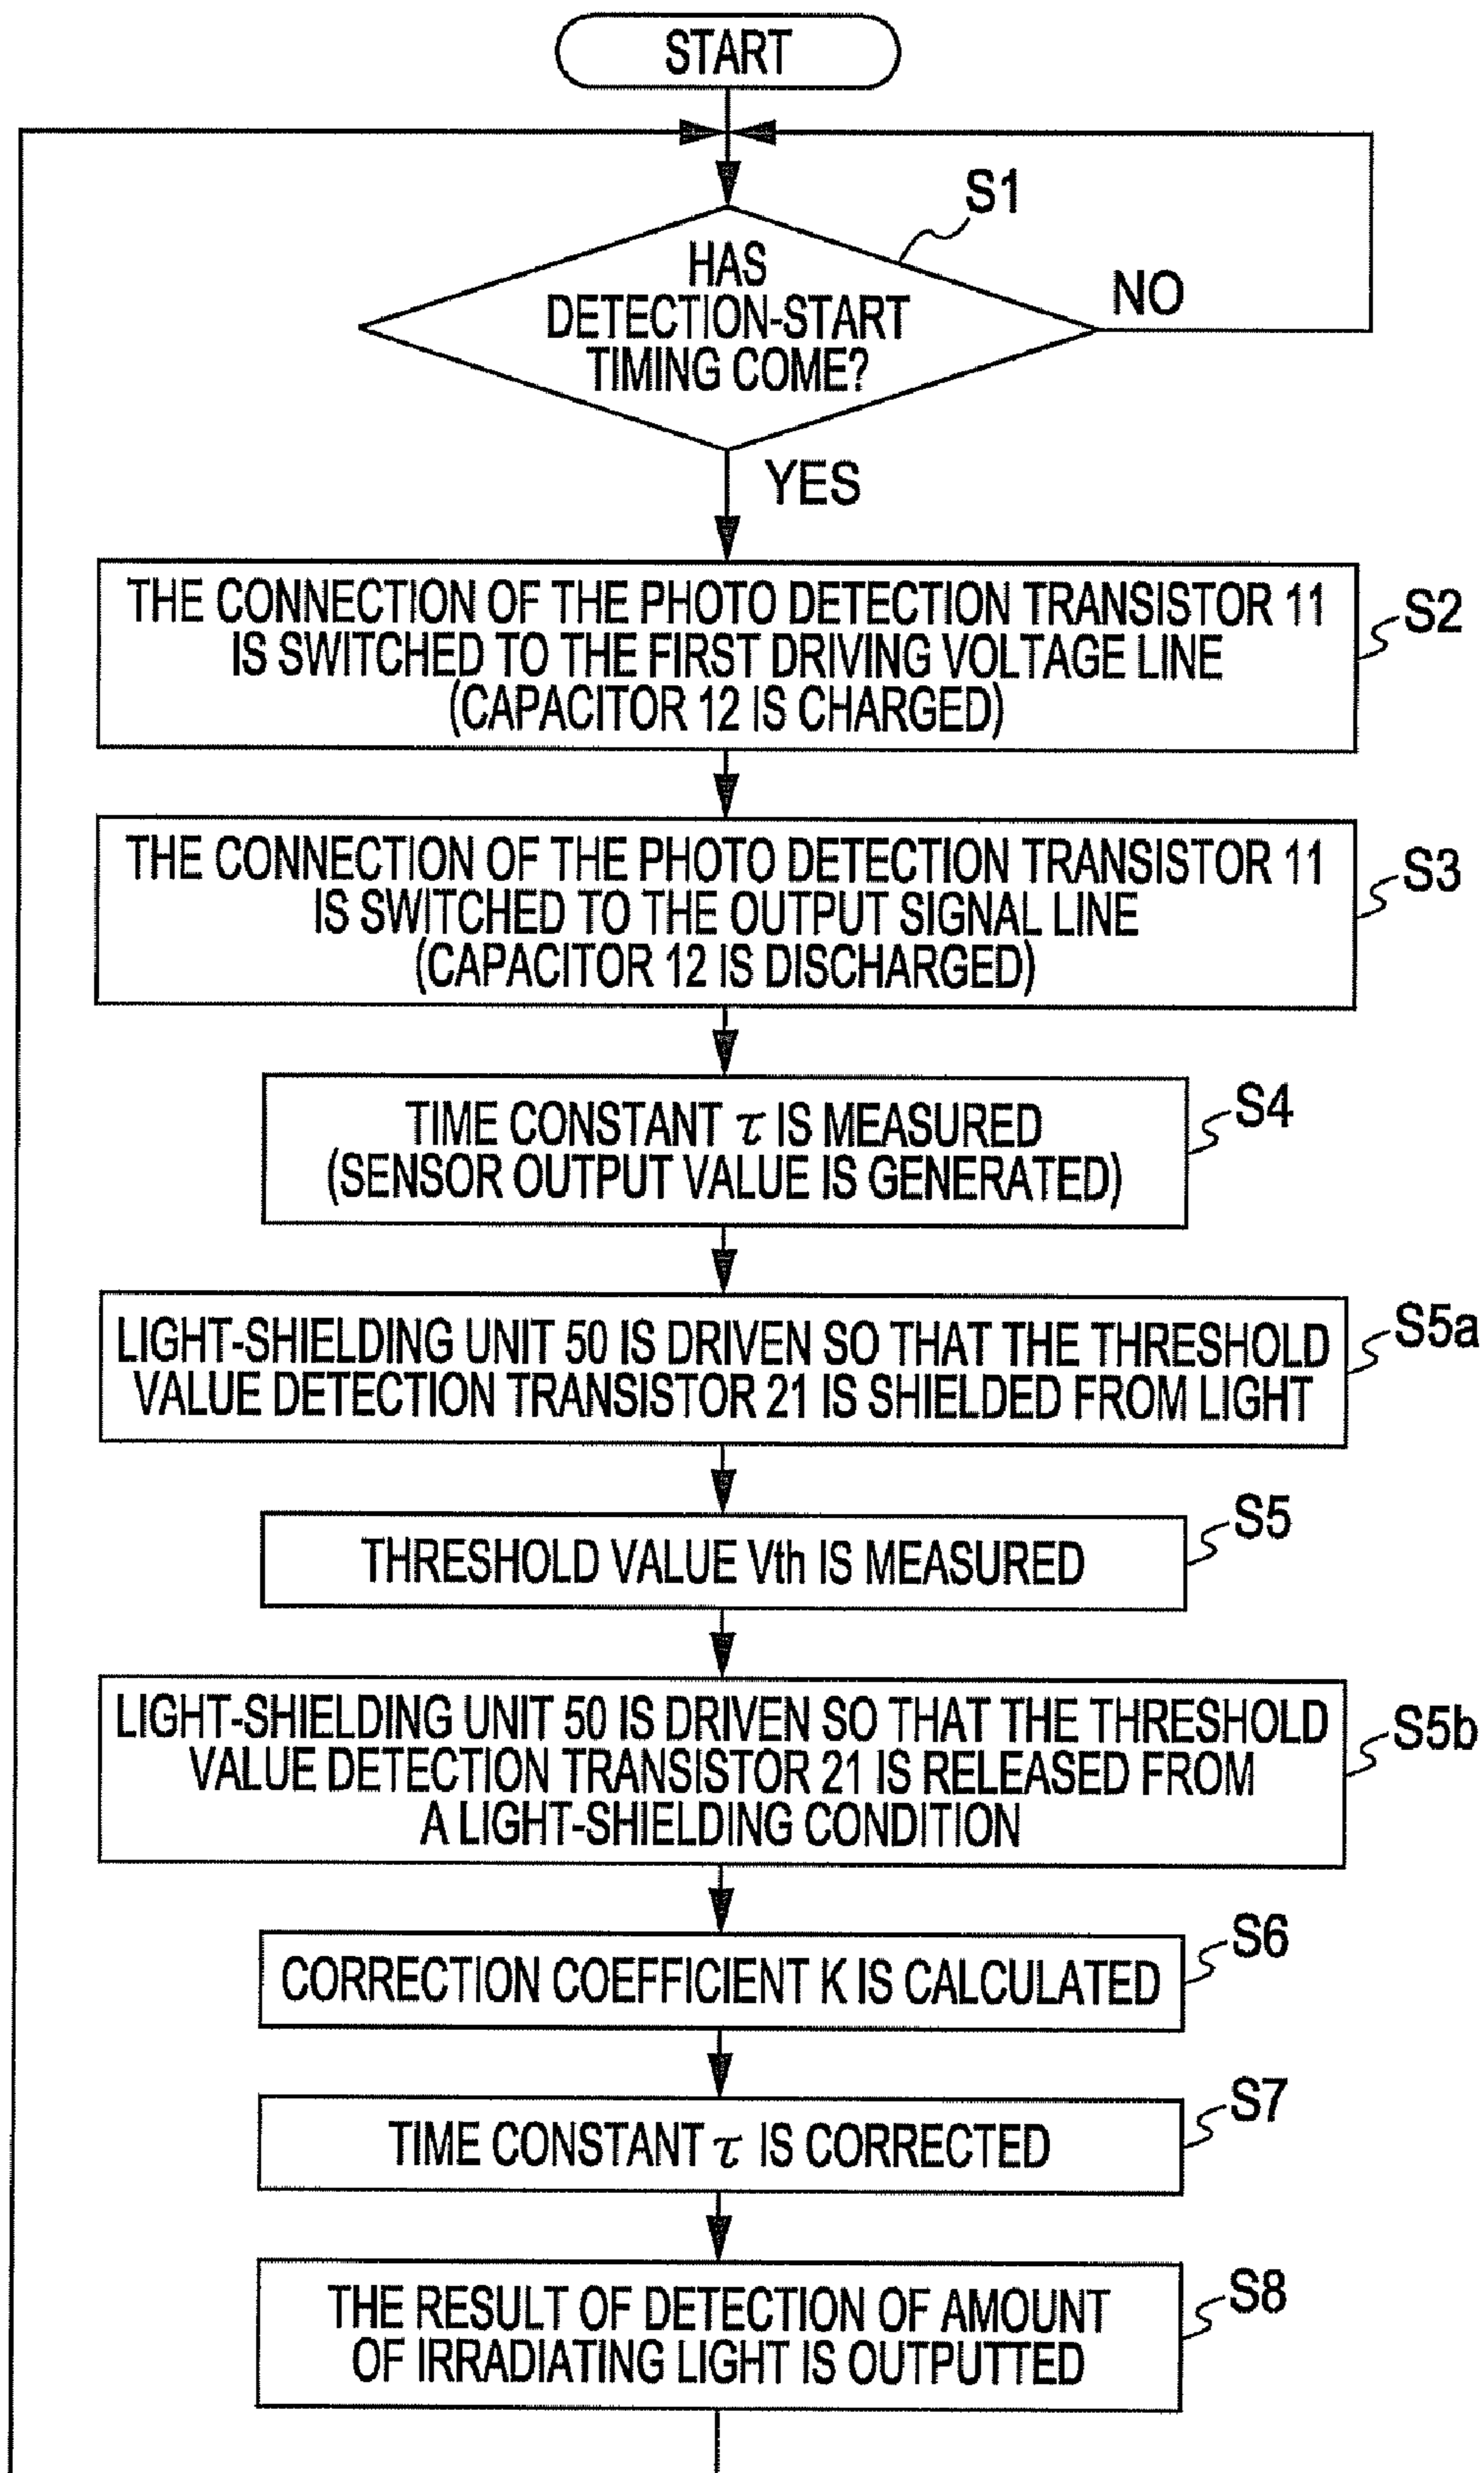 START
S1
HAS
DETECTION-START
TIMING COME?
NO
YES
THE CONNECTION OF THE PHOTO DETECTION TRANSISTOR 11
IS SWITCHED TO THE FIRST DRIVING VOLTAGE LINE
(CAPACITOR 12 IS CHARGED)
S2
THE CONNECTION OF THE PHOTO DETECTION TRANSISTOR 11
IS SWITCHED TO THE OUTPUT SIGNAL LINE
(CAPACITOR 12 IS DISCHARGED)
S3
TIME CONSTANT τ IS MEASURED
(SENSOR OUTPUT VALUE IS GENERATED)
S4
LIGHT-SHIELDING UNIT 50 IS DRIVEN SO THAT THE THRESHOLD
VALUE DETECTION TRANSISTOR 21 IS SHIELDED FROM LIGHT
S5a
THRESHOLD VALUE Vth IS MEASURED
S5
LIGHT-SHIELDING UNIT 50 IS DRIVEN SO THAT THE THRESHOLD
VALUE DETECTION TRANSISTOR 21 IS RELEASED FROM
A LIGHT-SHIELDING CONDITION
S5b
CORRECTION COEFFICIENT K IS CALCULATED
S6
TIME CONSTANT τ IS CORRECTED
S7
THE RESULT OF DETECTION OF AMOUNT
OF IRRADIATING LIGHT IS OUTPUTTED
S8